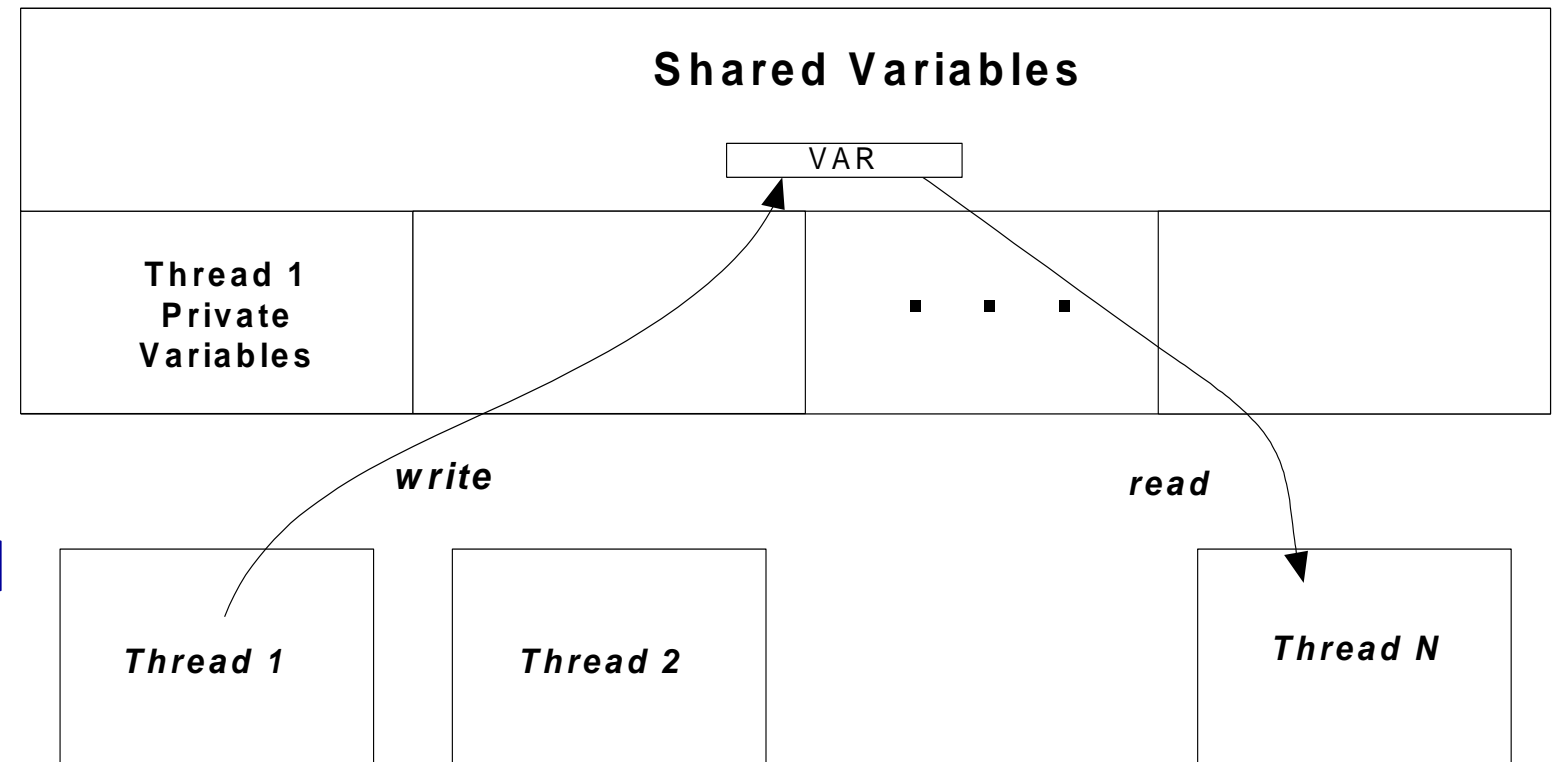 Shared Variables
VAR
Thread 1
Private
Variables
write
read
Thread 1
Thread 2
Thread N